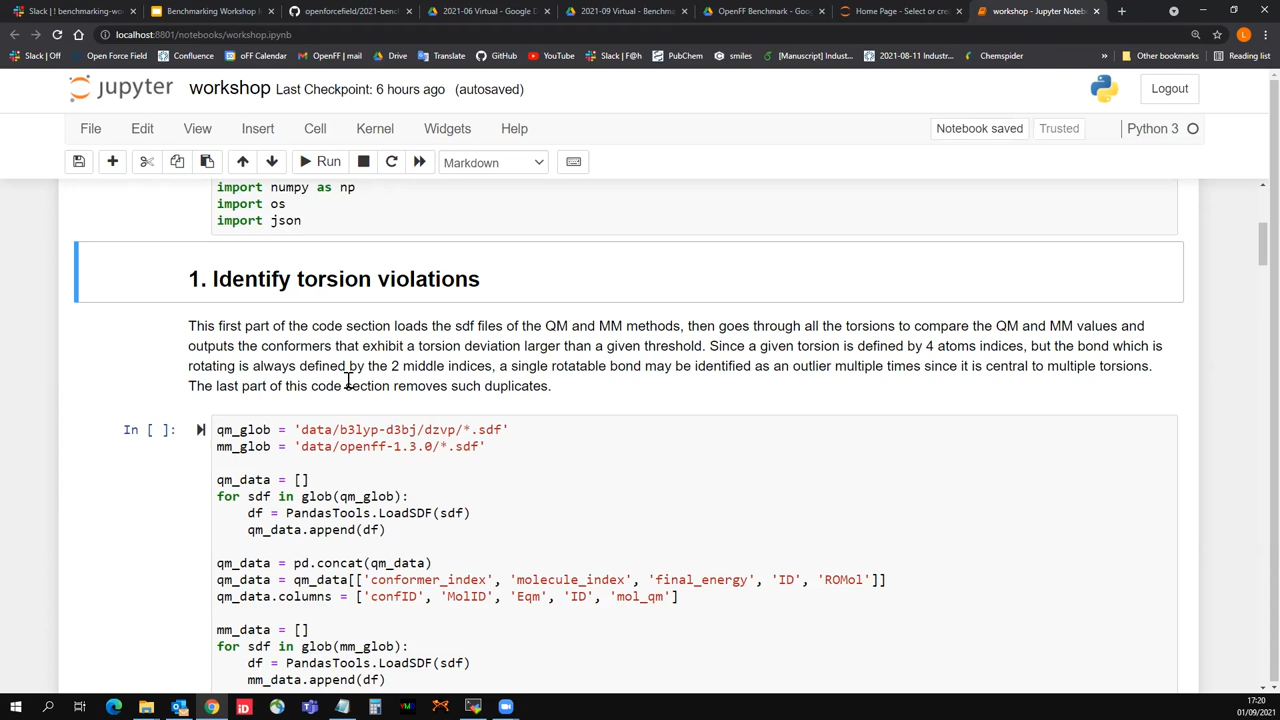 Slack | ! benchmarking-wo
Benchmarking Workshop
openforcefield/2021-benc
2021-06 Virtual - Google D
2021-09 Virtual - Benchma
OpenFF Benchmark - Goog
Home Page - Select or cre
workshop - Jupyter Notebo
localhost:8801/notebooks/workshop.ipynb
Slack | Off
Open Force Field
Confluence
oFF Calendar
OpenFF | mail
Drive
Translate
GitHub
YouTube
Slack | F@h
PubChem
smiles
[Manuscript] Indust...
2021-08-11 Industr...
Chemspider
»
Other bookmarks
Reading list
jupyter workshop Last Checkpoint: 6 hours ago (autosaved)
Logout
File Edit View Insert Cell Kernel Widgets Help
Notebook saved Trusted Python 3
Run Markdown
import numpy as np
import os
import json
1. Identify torsion violations
This first part of the code section loads the sdf files of the QM and MM methods, then goes through all the torsions to compare the QM and MM values and
outputs the conformers that exhibit a torsion deviation larger than a given threshold. Since a given torsion is defined by 4 atoms indices, but the bond which is
rotating is always defined by the 2 middle indices, a single rotatable bond may be identified as an outlier multiple times since it is central to multiple torsions.
The last part of this code section removes such duplicates.
In [ ]:
qm_glob = 'data/b3lyp-d3bj/dzvp/*.sdf'
mm_glob = 'data/openff-1.3.0/*.sdf'
qm_data = []
for sdf in glob(qm_glob):
df = PandasTools.LoadSDF(sdf)
qm_data.append(df)
qm_data = pd.concat(qm_data)
qm_data = qm_data[['conformer_index', 'molecule_index', 'final_energy', 'ID', 'ROMol']]
qm_data.columns = ['confID', 'MolID', 'Eqm', 'ID', 'mol_qm']
mm_data = []
for sdf in glob(mm_glob):
df = PandasTools.LoadSDF(sdf)
mm_data.append(df)
17:20
01/09/2021